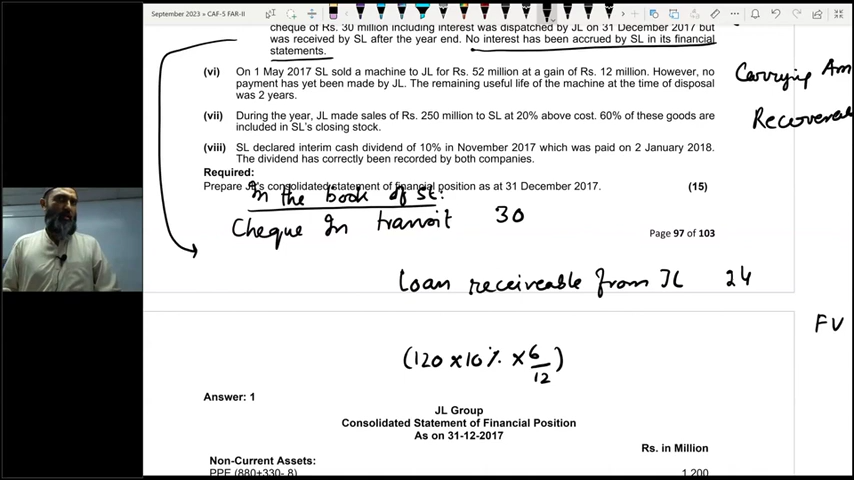 September 2023 » CAF-5 FAR-II
cheque of Rs. 30 million including interest was dispatched by JL on 31 December 2017 but
was received by SL after the year end. No interest has been accrued by SL in its financial
statements.
(vi) On 1 May 2017 SL sold a machine to JL for Rs. 52 million at a gain of Rs. 12 million. However, no
payment has yet been made by JL. The remaining useful life of the machine at the time of disposal
was 2 years.
Carrying Am
(vii) During the year, JL made sales of Rs. 250 million to SL at 20% above cost. 60% of these goods are
included in SL's closing stock.
Recoverab
(viii) SL declared interim cash dividend of 10% in November 2017 which was paid on 2 January 2018.
The dividend has correctly been recorded by both companies.
Required:
Prepare JL's consolidated statement of financial position as at 31 December 2017. (15)
In the book of SL:
Cheque In transit 30
Page 97 of 103
Loan receivable from JL 24
FV
(120 x 10% x 6/12)
Answer: 1
JL Group
Consolidated Statement of Financial Position
As on 31-12-2017
Rs. in Million
Non-Current Assets:
PPE (880+330- 8) 1,200